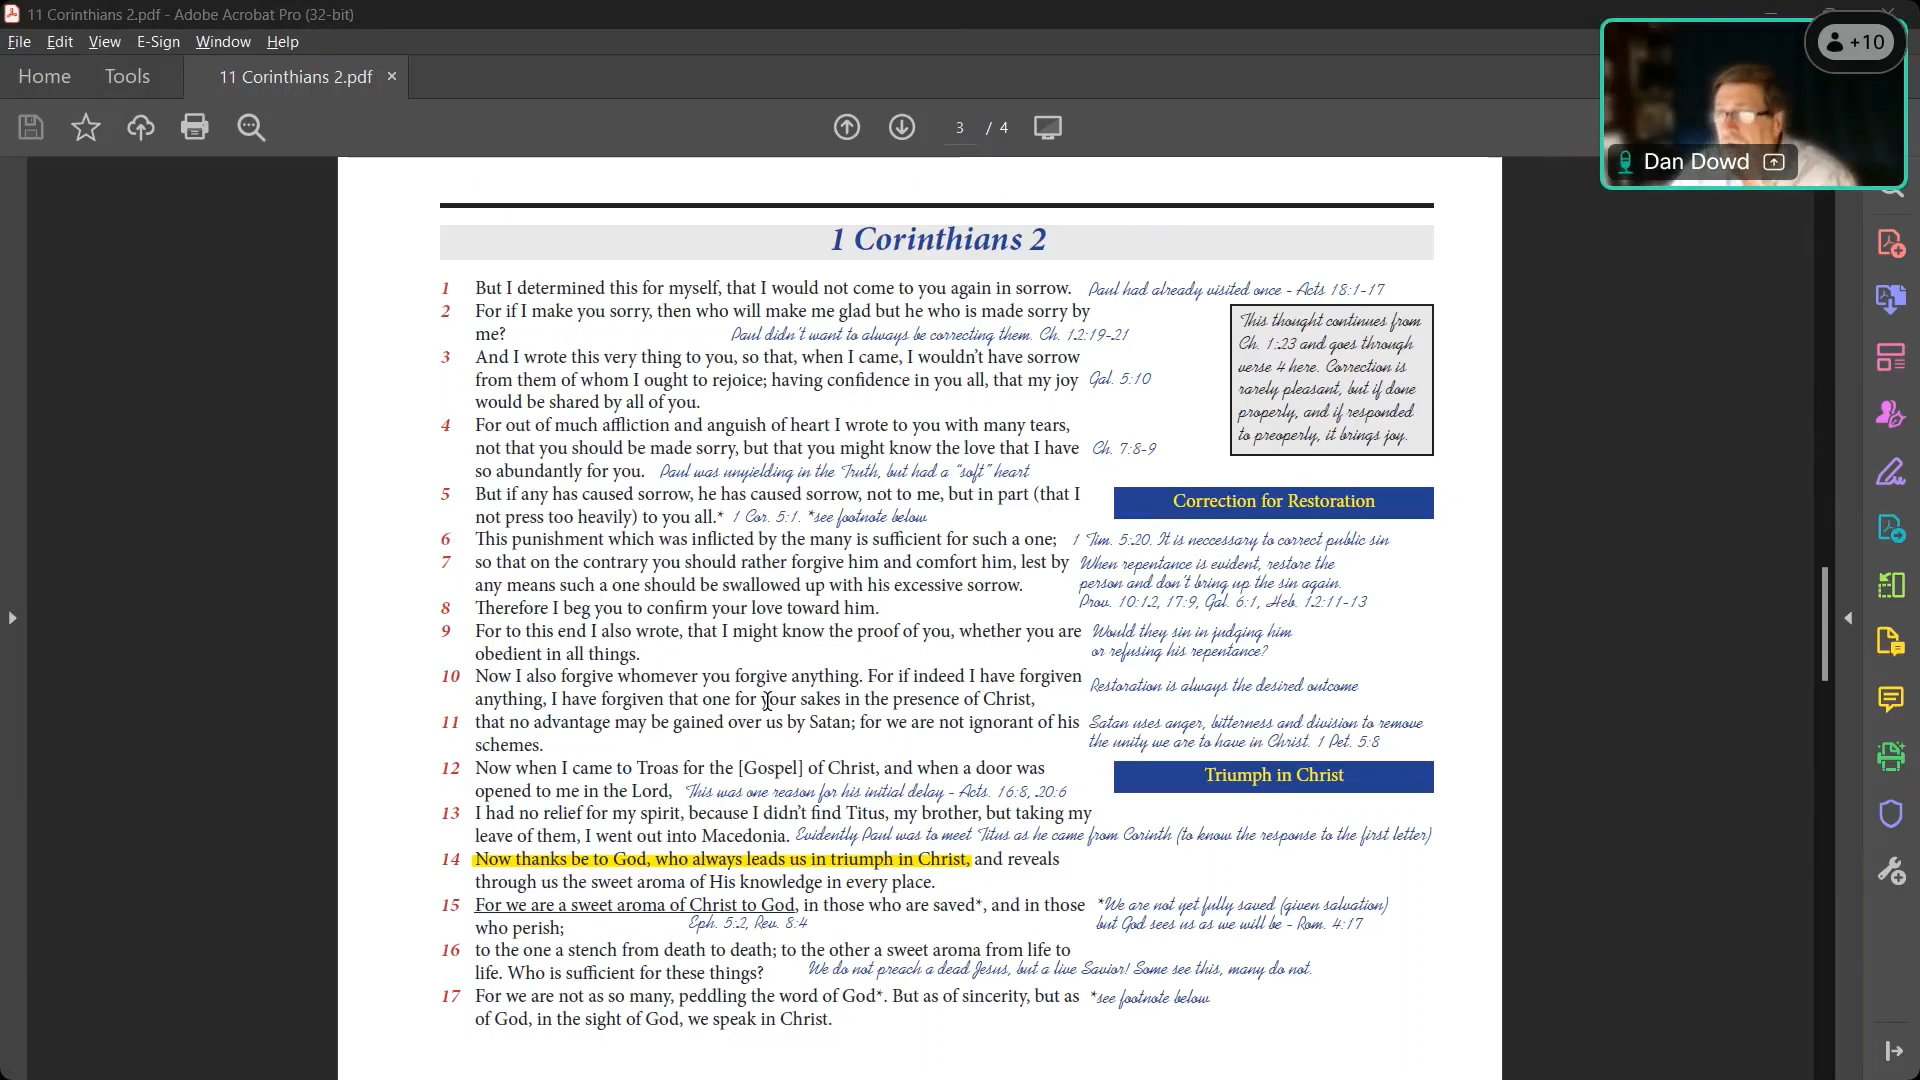 11 Corinthians 2.pdf - Adobe Acrobat Pro (32-bit)
File Edit View E-Sign Window Help
Home Tools 11 Corinthians 2.pdf ×
3 / 4
+10
Dan Dowd
1 Corinthians 2
1 But I determined this for myself, that I would not come to you again in sorrow. Paul had already visited once - Acts 18:1-17
2 For if I make you sorry, then who will make me glad but he who is made sorry by
me? Paul didn't want to always be correcting them. Ch. 12:19-21
This thought continues from
Ch. 1:23 and goes through
verse 4 here. Correction is
rarely pleasant, but if done
properly, and if responded
to preoperly, it brings joy.
3 And I wrote this very thing to you, so that, when I came, I wouldn't have sorrow
from them of whom I ought to rejoice; having confidence in you all, that my joy Gal. 5:10
would be shared by all of you.
4 For out of much affliction and anguish of heart I wrote to you with many tears,
not that you should be made sorry, but that you might know the love that I have Ch. 7:8-9
so abundantly for you. Paul was unyielding in the Truth, but had a "soft" heart
5 But if any has caused sorrow, he has caused sorrow, not to me, but in part (that I
not press too heavily) to you all.* 1 Cor. 5:1. *see footnote below
Correction for Restoration
6 This punishment which was inflicted by the many is sufficient for such a one; 1 Tim. 5:20. It is neccessary to correct public sin
7 so that on the contrary you should rather forgive him and comfort him, lest by
any means such a one should be swallowed up with his excessive sorrow.
When repentance is evident, restore the
person and don't bring up the sin again.
Prov. 10:12, 17:9, Gal. 6:1, Heb. 12:11-13
8 Therefore I beg you to confirm your love toward him.
9 For to this end I also wrote, that I might know the proof of you, whether you are
obedient in all things.
Would they sin in judging him
or refusing his repentance?
10 Now I also forgive whomever you forgive anything. For if indeed I have forgiven
anything, I have forgiven that one for your sakes in the presence of Christ,
Restoration is always the desired outcome
11 that no advantage may be gained over us by Satan; for we are not ignorant of his
schemes.
Satan uses anger, bitterness and division to remove
the unity we are to have in Christ. 1 Pet. 5:8
12 Now when I came to Troas for the [Gospel] of Christ, and when a door was
opened to me in the Lord, This was one reason for his initial delay - Acts. 16:8, 20:6
Triumph in Christ
13 I had no relief for my spirit, because I didn't find Titus, my brother, but taking my
leave of them, I went out into Macedonia. Evidently Paul was to meet Titus as he came from Corinth (to know the response to the first letter)
14 Now thanks be to God, who always leads us in triumph in Christ, and reveals
through us the sweet aroma of His knowledge in every place.
15 For we are a sweet aroma of Christ to God, in those who are saved*, and in those
who perish; Eph. 5:2, Rev. 8:4
*We are not yet fully saved (given salvation)
but God sees us as we will be - Rom. 4:17
16 to the one a stench from death to death; to the other a sweet aroma from life to
life. Who is sufficient for these things? We do not preach a dead Jesus, but a live Savior! Some see this, many do not.
17 For we are not as so many, peddling the word of God*. But as of sincerity, but as *see footnote below
of God, in the sight of God, we speak in Christ.